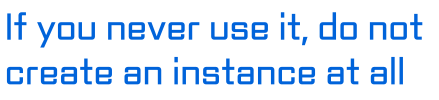 If you never use it, do not
create an instance at all